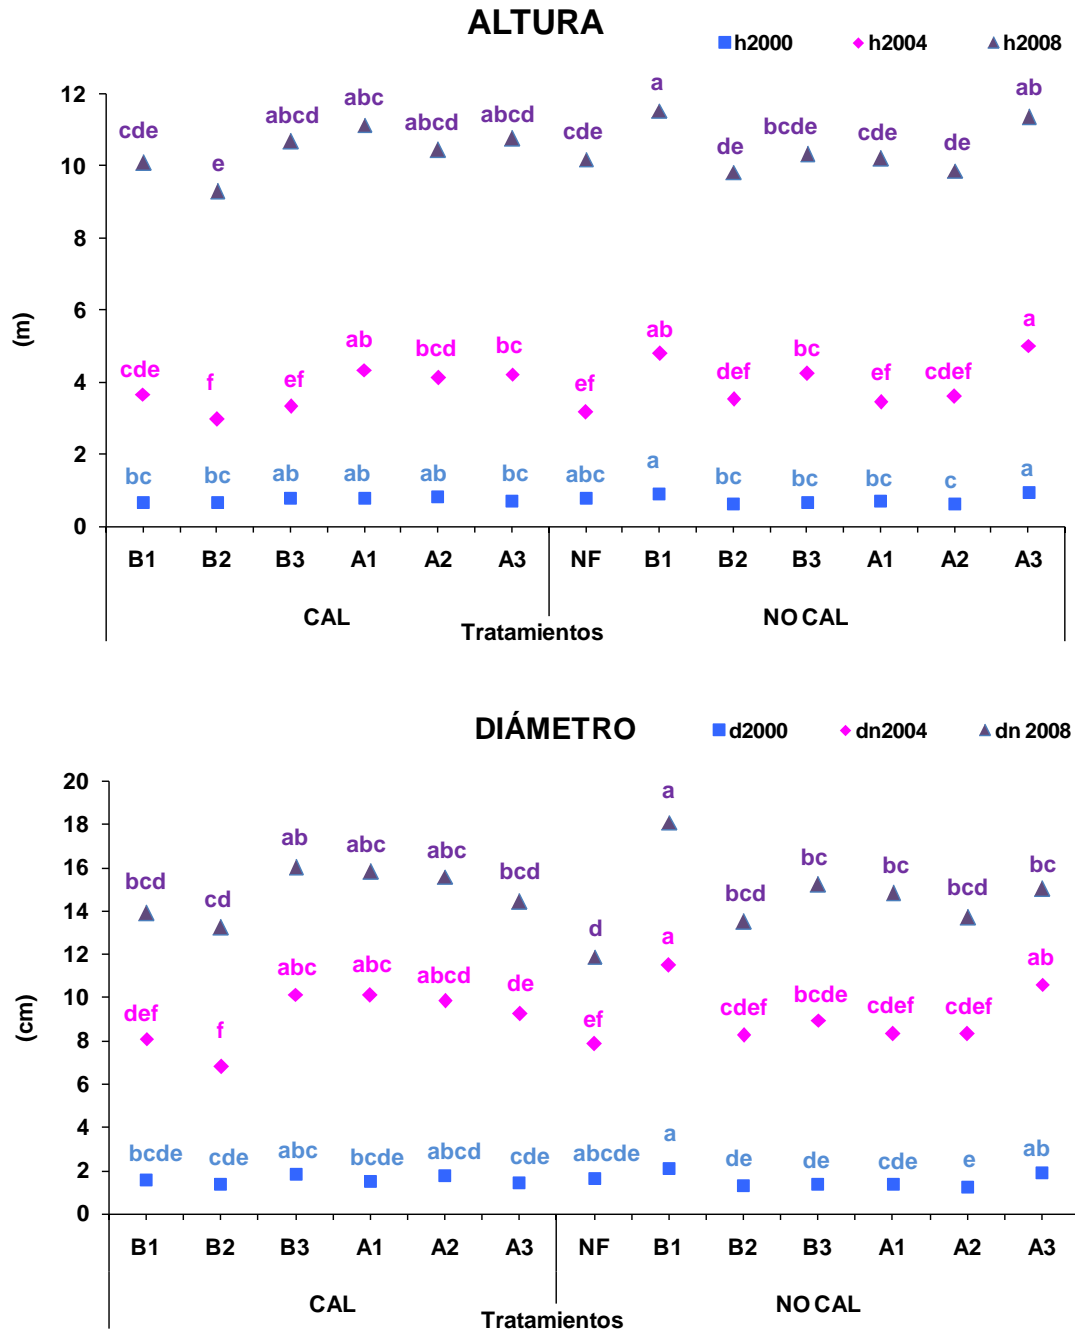 ALTURA
h2000 h2004 h2008
12
10
8
6
4
2
0
(m)
cde e abcd abc abcd abcd cde a de bcde cde de ab
cde f ef ab bcd bc ef ab def bc ef cdef a
bc bc ab ab ab bc abc a bc bc bc c a
B1 B2 B3 A1 A2 A3 NF B1 B2 B3 A1 A2 A3
CAL NO CAL
Tratamientos
DIÁMETRO
d2000 dn2004 dn 2008
20
18
16
14
12
10
8
6
4
2
0
(cm)
bcd cd ab abc abc bcd d a bcd bc bc bcd bc
def f abc abc abcd de ef a cdef bcde cdef cdef ab
bcde cde abc bcde abcd cde abcde a de de cde e ab
B1 B2 B3 A1 A2 A3 NF B1 B2 B3 A1 A2 A3
CAL NO CAL
Tratamientos